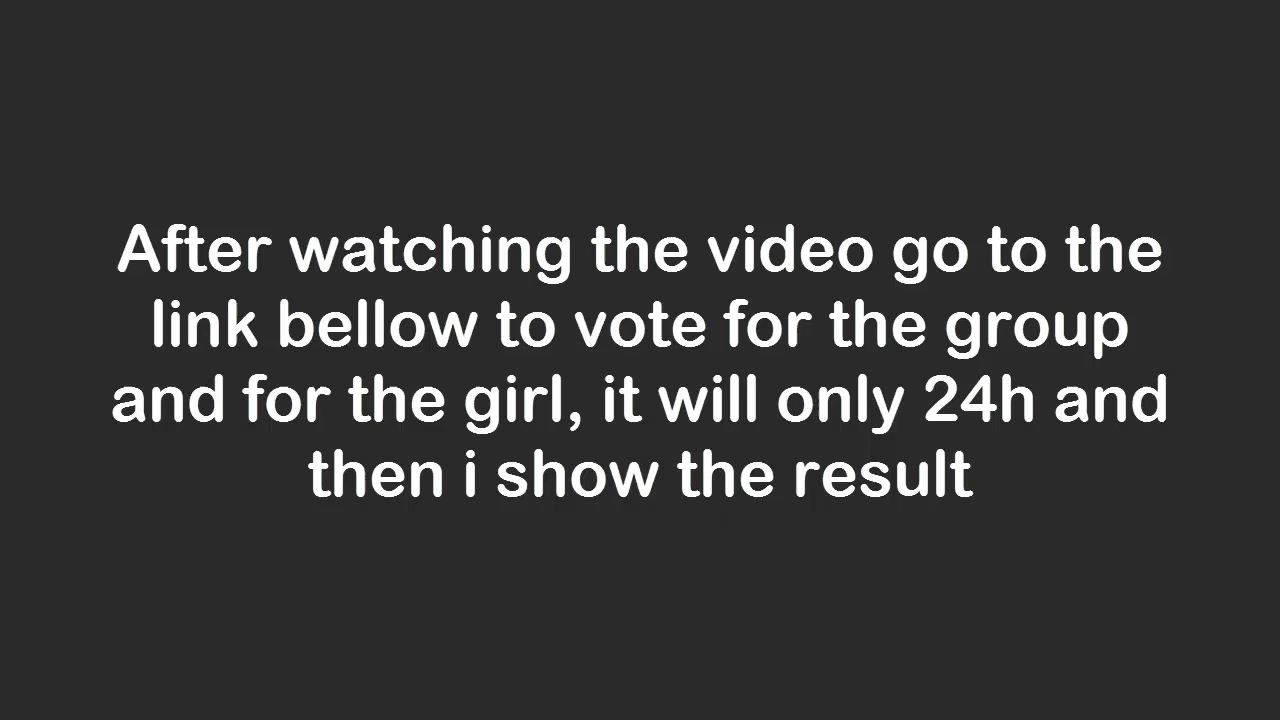 After watching the video go to the
link bellow to vote for the group
and for the girl, it will only 24h and
then i show the result